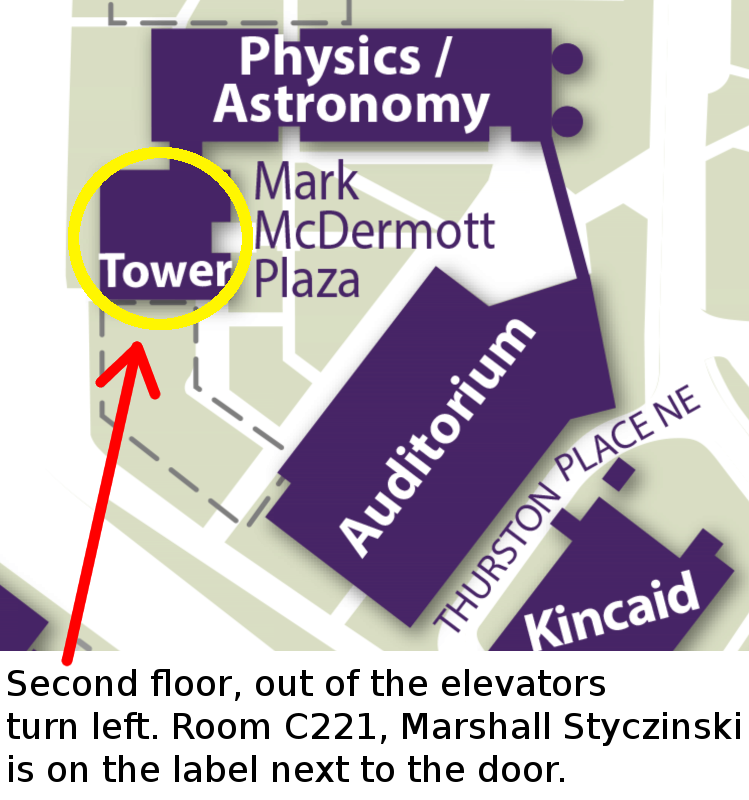 Physics /
Astronomy
Mark
McDermott
Plaza
Tower
Auditorium
THURSTON PLACE NE
Kincaid
Second floor, out of the elevators
turn left. Room C221, Marshall Styczinski
is on the label next to the door.